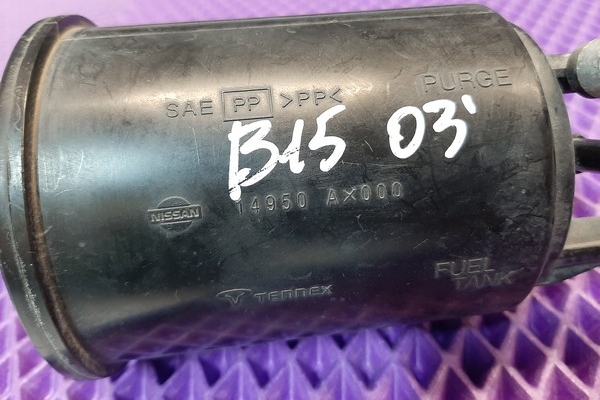 SAE PP >PP<
PURGE
B15 03'
NISSAN
14950 AX000
FUEL
TANK
TENNEX